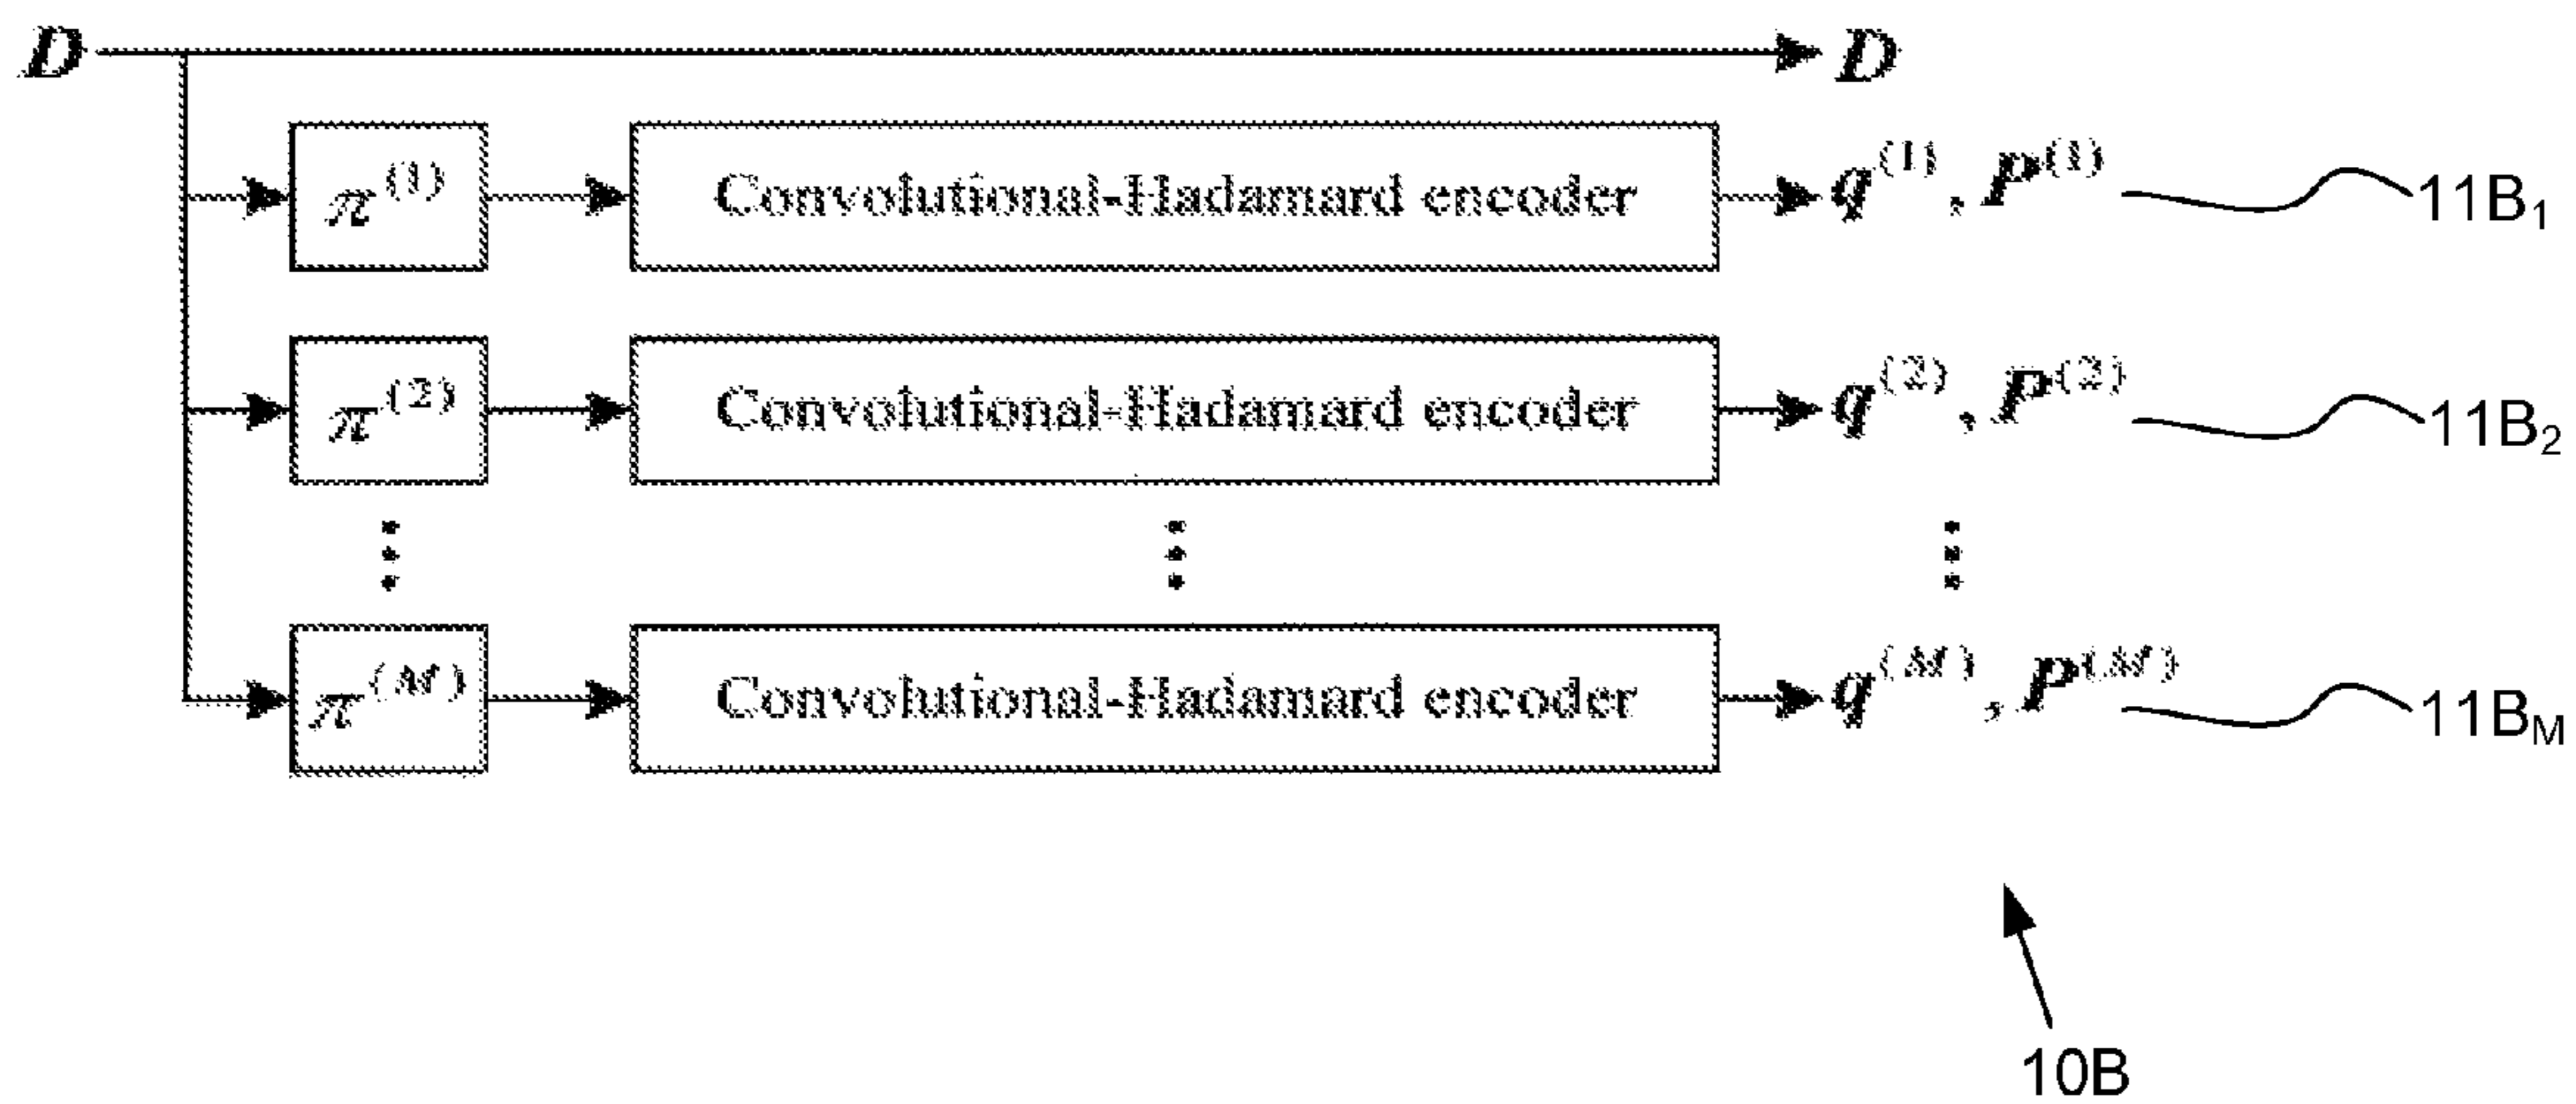 D D
π(1) Convolutional-Hadamard encoder q(1), P(1) 11B1
π(2) Convolutional-Hadamard encoder q(2), P(2) 11B2
π(M) Convolutional-Hadamard encoder q(M), P(M) 11BM
10B